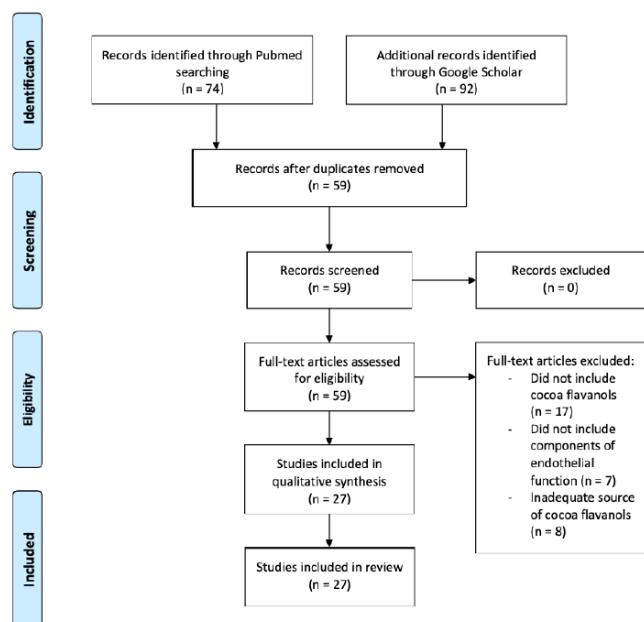 Identification
Records identified through Pubmed
searching
(n = 74)
Additional records identified
through Google Scholar
(n = 92)
Records after duplicates removed
(n = 59)
Screening
Records screened
(n = 59)
Records excluded
(n = 0)
Eligibility
Full-text articles assessed
for eligibility
(n = 59)
Full-text articles excluded:
- Did not include
cocoa flavanols
(n = 17)
- Did not include
components of
endothelial
function (n = 7)
- Inadequate source
of cocoa flavanols
(n = 8)
Studies included in
qualitative synthesis
(n = 27)
Included
Studies included in review
(n = 27)